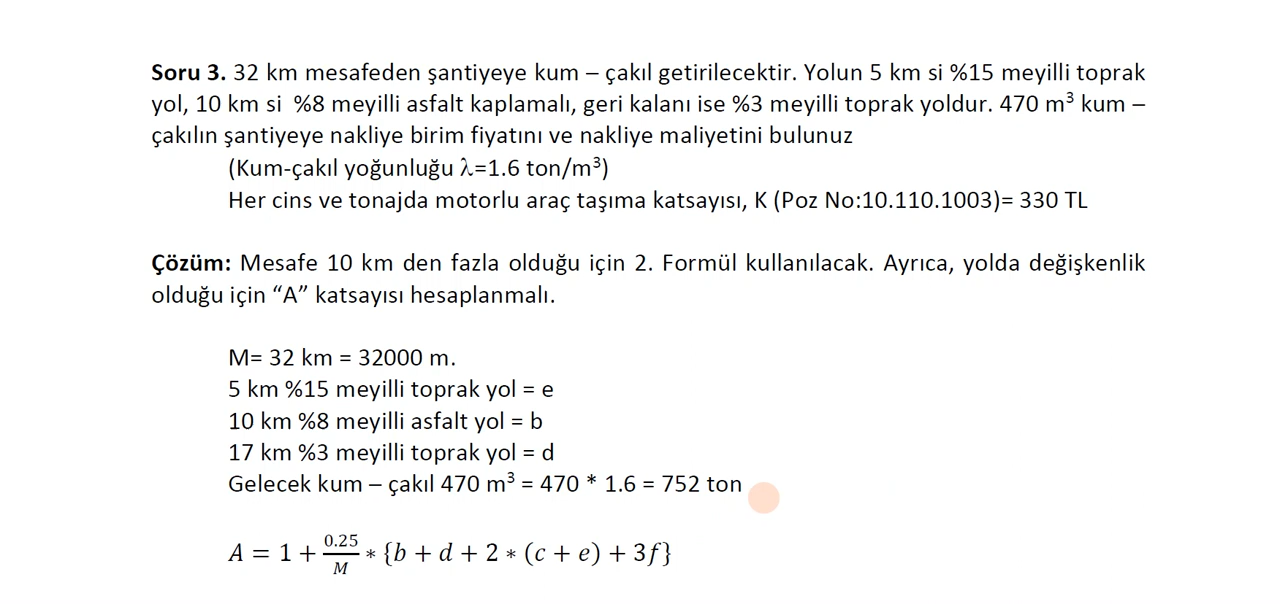 Soru 3. 32 km mesafeden şantiyeye kum – çakıl getirilecektir. Yolun 5 km si %15 meyilli toprak
yol, 10 km si %8 meyilli asfalt kaplamalı, geri kalanı ise %3 meyilli toprak yoldur. 470 m³ kum –
çakılın şantiyeye nakliye birim fiyatını ve nakliye maliyetini bulunuz
(Kum-çakıl yoğunluğu λ=1.6 ton/m³)
Her cins ve tonajda motorlu araç taşıma katsayısı, K (Poz No:10.110.1003)= 330 TL
Çözüm: Mesafe 10 km den fazla olduğu için 2. Formül kullanılacak. Ayrıca, yolda değişkenlik
olduğu için “A” katsayısı hesaplanmalı.
M= 32 km = 32000 m.
5 km %15 meyilli toprak yol = e
10 km %8 meyilli asfalt yol = b
17 km %3 meyilli toprak yol = d
Gelecek kum – çakıl 470 m³ = 470 * 1.6 = 752 ton
A = 1 + 0.25/M * {b + d + 2 * (c + e) + 3f}